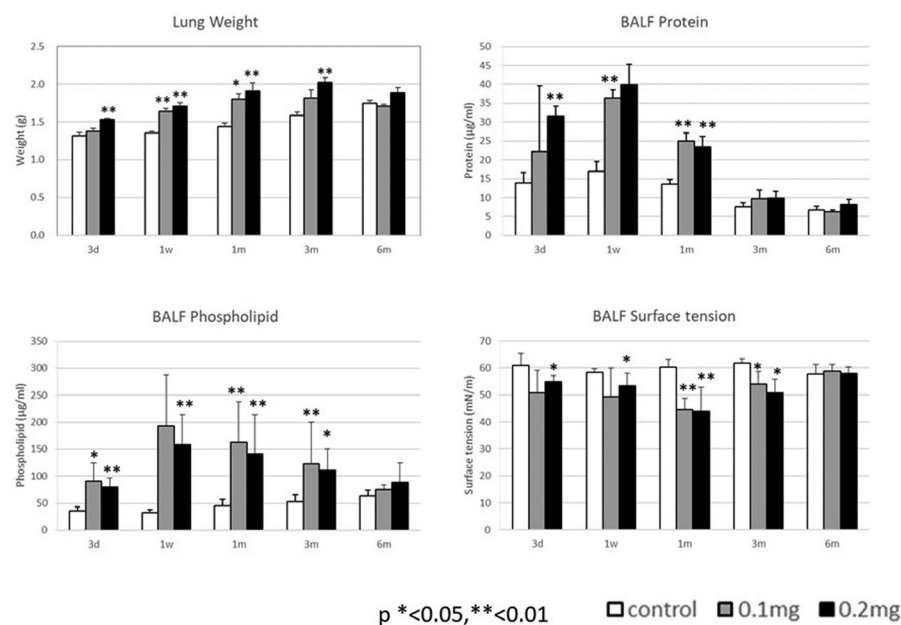 Lung Weight
2.5
2.0
1.5
1.0
0.5
0.0
Weight (g)
** ** ** * ** **
3d 1w 1m 3m 6m
BALF Protein
50
45
40
35
30
25
20
15
10
5
0
Protein (µg/ml)
** ** ** **
3d 1w 1m 3m 6m
BALF Phospholipid
350
300
250
200
150
100
50
0
Phospholipid (µg/ml)
* ** ** ** ** ** *
3d 1w 1m 3m 6m
BALF Surface tension
70
60
50
40
30
20
10
0
Surface tension (mN/m)
* * ** ** * *
3d 1w 1m 3m 6m
p *<0.05,**<0.01
control 0.1mg 0.2mg